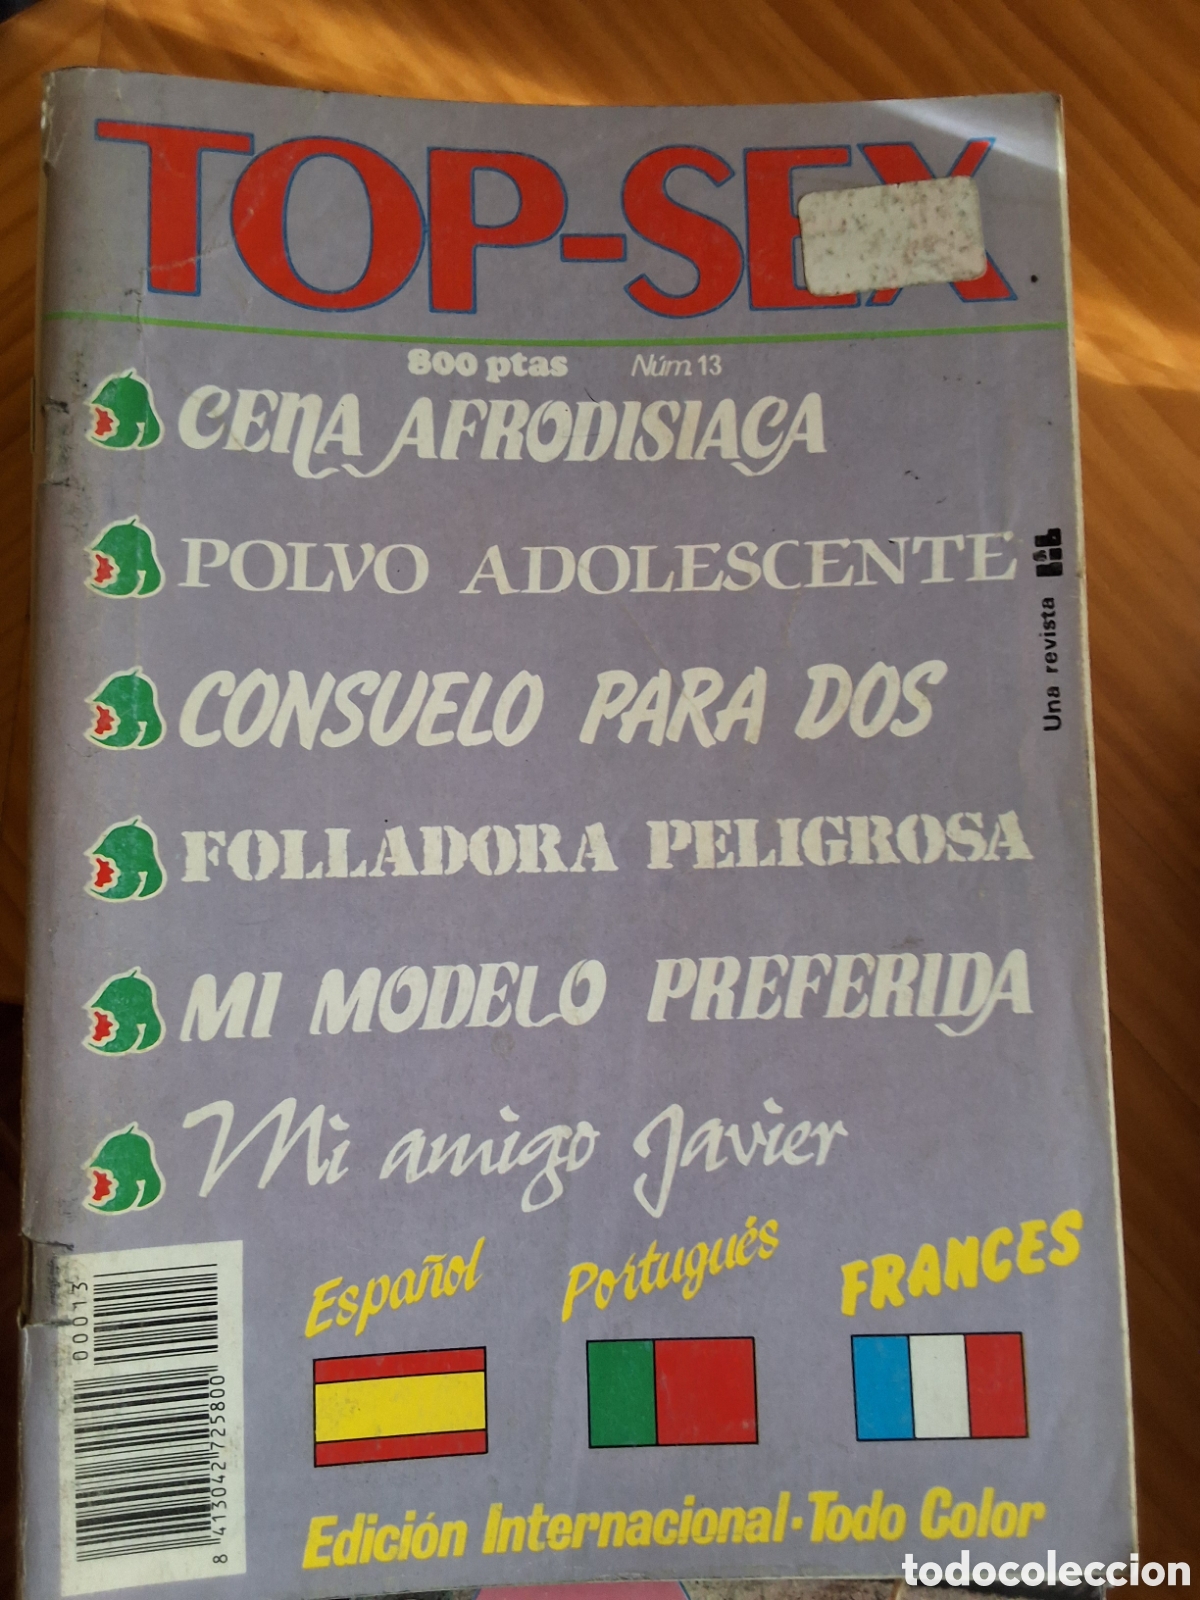 TOP-SEX
800 ptas Núm. 13
CENA AFRODISIACA
POLVO ADOLESCENTE
CONSUELO PARA DOS
FOLLADORA PELIGROSA
MI MODELO PREFERIDA
Mi amigo Javier
Una revista
Español Portugués FRANCES
Edición Internacional·Todo Color
00013
8 413042 725800
todocoleccion